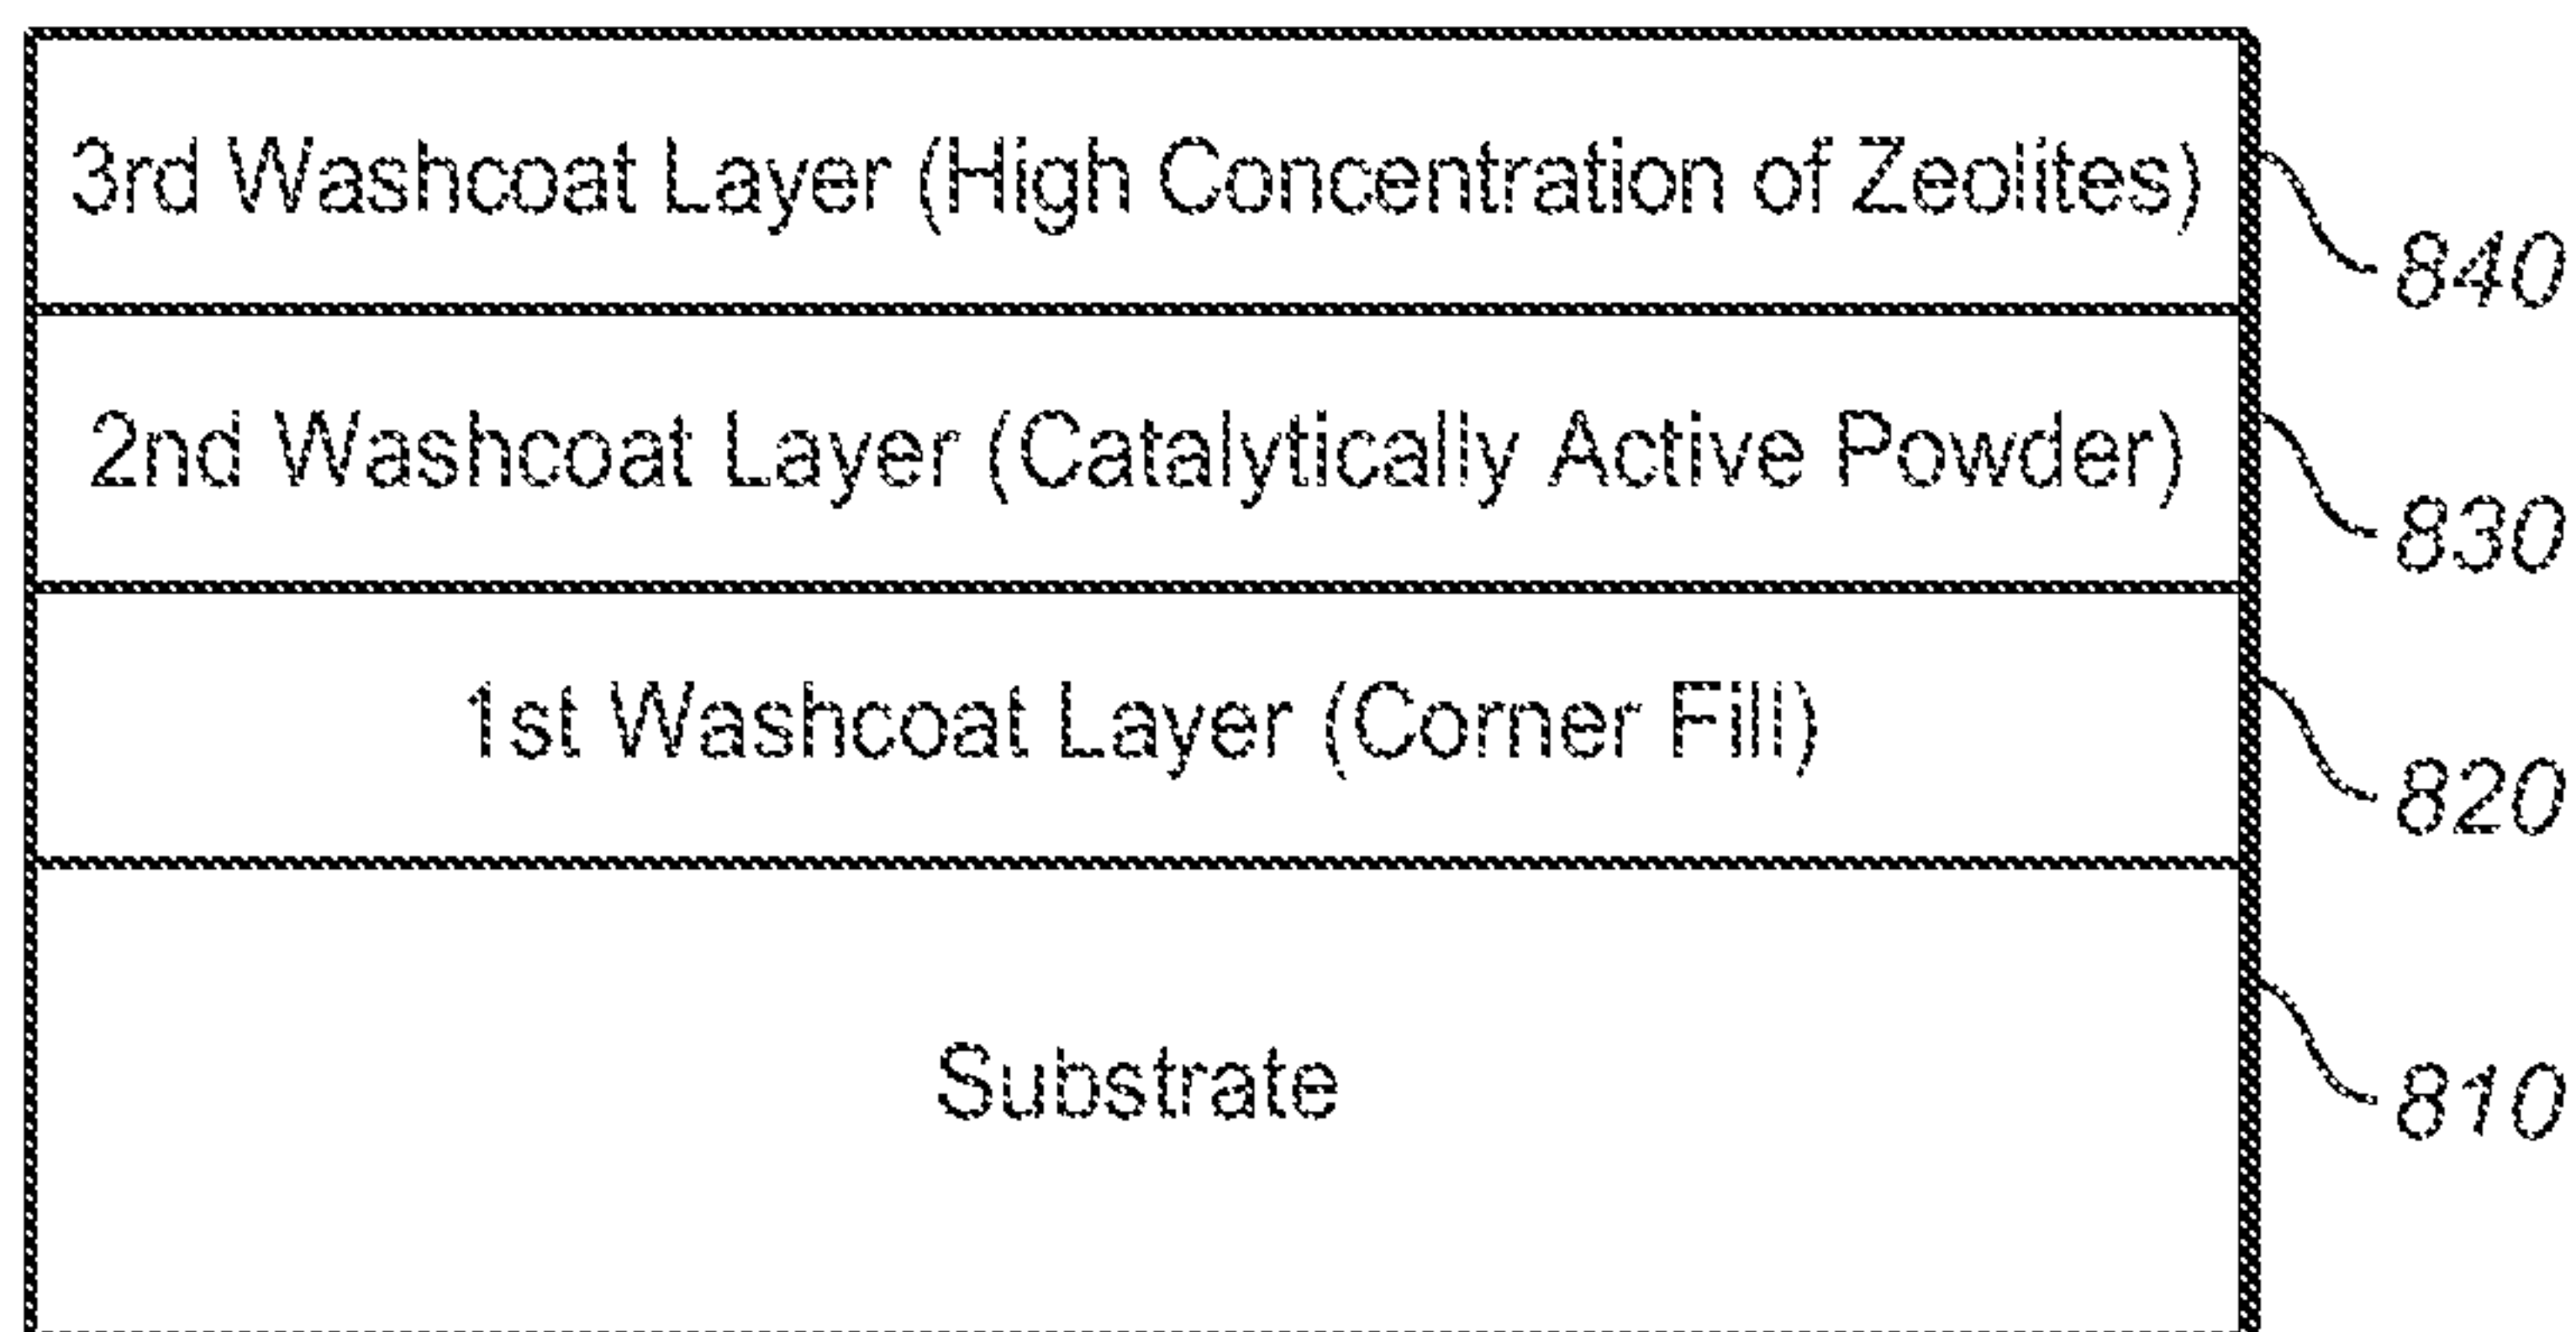 3rd Washcoat Layer (High Concentration of Zeolites)
840
2nd Washcoat Layer (Catalytically Active Powder)
830
1st Washcoat Layer (Corner Fill)
820
Substrate
810